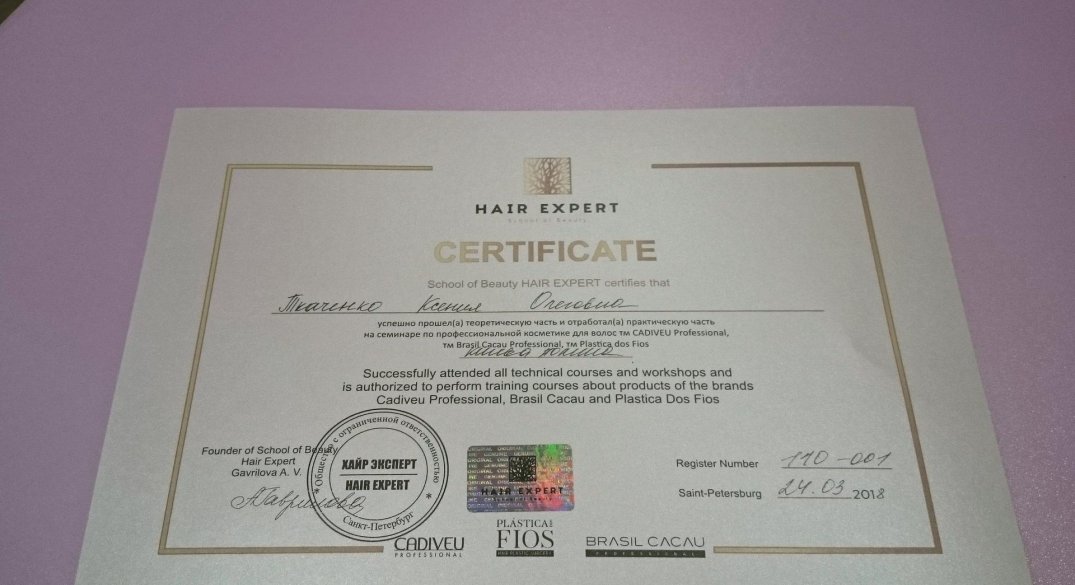 HAIR EXPERT
School of Beauty
CERTIFICATE
School of Beauty HAIR EXPERT certifies that
Ткаченко Ксения Олеговна
успешно прошел(а) теоретическую часть и отработал(а) практическую часть
на семинаре по профессиональной косметике для волос тм CADIVEU Professional,
тм Brasil Cacau Professional, тм Plastica dos Fios
Successfully attended all technical courses and workshops and
is authorized to perform training courses about products of the brands
Cadiveu Professional, Brasil Cacau and Plastica Dos Fios
Founder of School of Beauty
Hair Expert
Gavrilova A. V.
АГаврилова
Общество с ограниченной ответственностью
ХАЙР ЭКСПЕРТ
HAIR EXPERT
Санкт-Петербург
ORIGINAL GENUINE
HAIR EXPERT
Register Number 170-001
Saint-Petersburg 24.03 2018
CADIVEU
PROFESSIONAL
PLÁSTICA DOS
FIOS
BRASIL CACAU
PROFESSIONAL